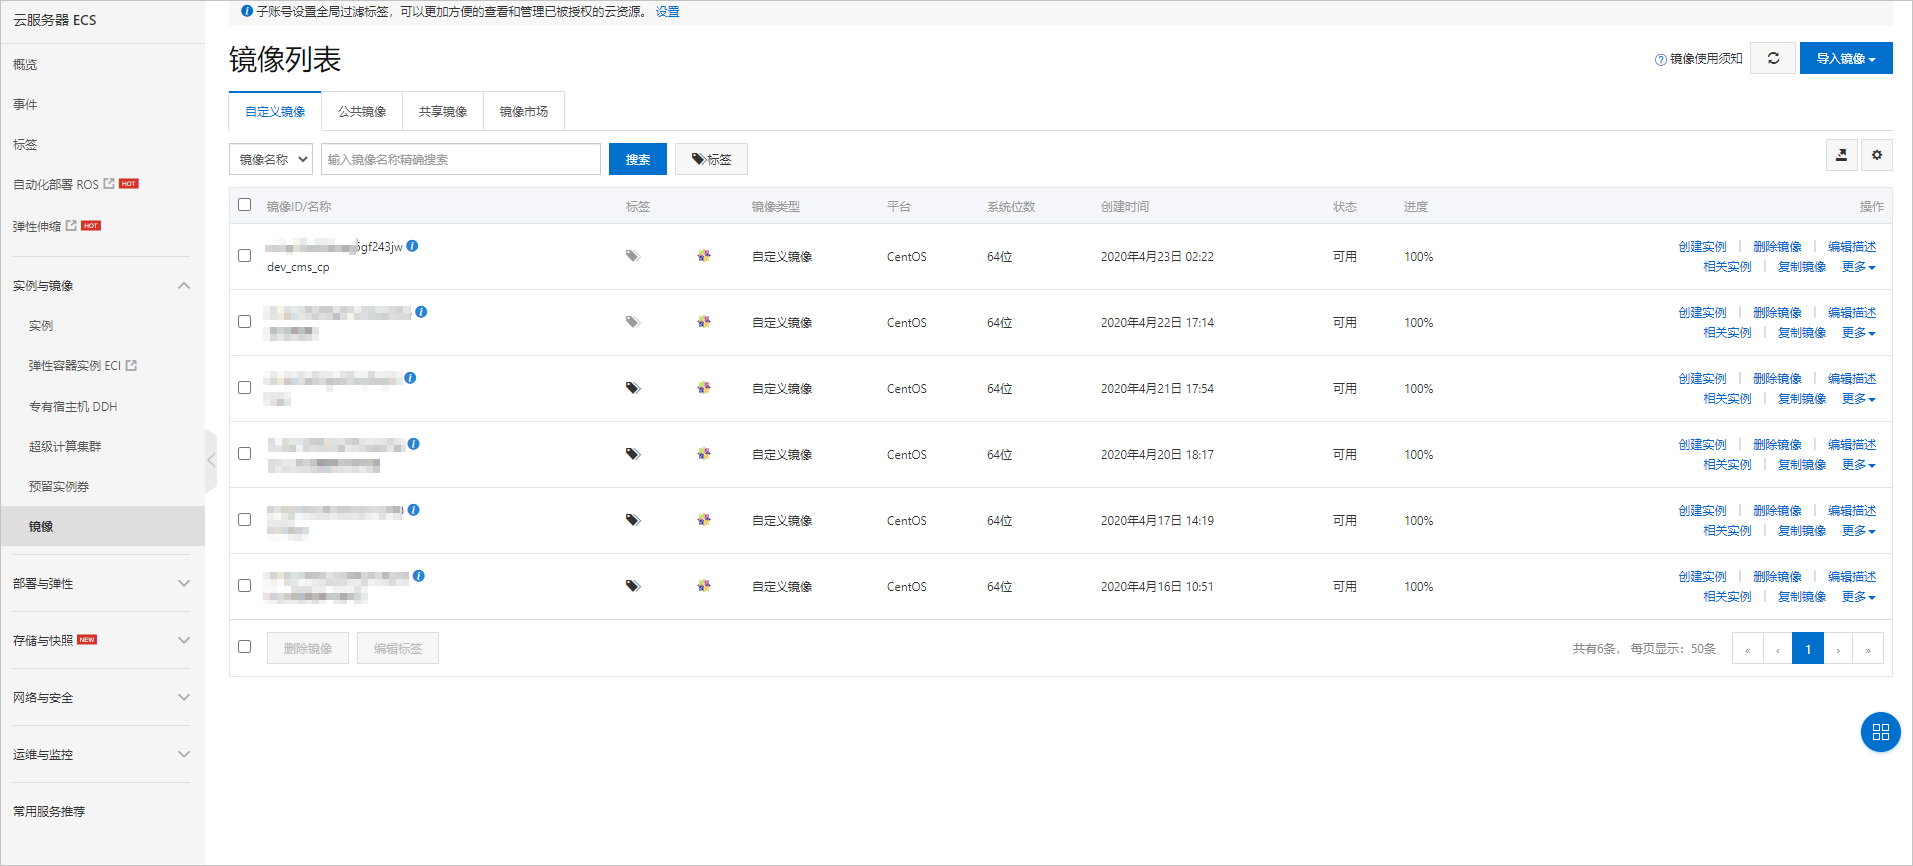 云服务器 ECS
概览
事件
标签
自动化部署 ROS HOT
弹性伸缩 HOT
实例与镜像
实例
弹性容器实例 ECI
专有宿主机 DDH
超级计算集群
预留实例券
镜像
部署与弹性
存储与快照 NEW
网络与安全
运维与监控
常用服务推荐
子账号设置全局过滤标签，可以更加方便的查看和管理已被授权的云资源。 设置
镜像列表
镜像使用须知 导入镜像
自定义镜像 公共镜像 共享镜像 镜像市场
镜像名称 输入镜像名称精确搜索 搜索 标签
镜像ID/名称 标签 镜像类型 平台 系统位数 创建时间 状态 进度 操作
gf243jw
dev_cms_cp
自定义镜像 CentOS 64位 2020年4月23日 02:22 可用 100%
创建实例 | 删除镜像 | 编辑描述
相关实例 | 复制镜像 更多
自定义镜像 CentOS 64位 2020年4月22日 17:14 可用 100%
创建实例 | 删除镜像 | 编辑描述
相关实例 | 复制镜像 更多
自定义镜像 CentOS 64位 2020年4月21日 17:54 可用 100%
创建实例 | 删除镜像 | 编辑描述
相关实例 | 复制镜像 更多
自定义镜像 CentOS 64位 2020年4月20日 18:17 可用 100%
创建实例 | 删除镜像 | 编辑描述
相关实例 | 复制镜像 更多
自定义镜像 CentOS 64位 2020年4月17日 14:19 可用 100%
创建实例 | 删除镜像 | 编辑描述
相关实例 | 复制镜像 更多
自定义镜像 CentOS 64位 2020年4月16日 10:51 可用 100%
创建实例 | 删除镜像 | 编辑描述
相关实例 | 复制镜像 更多
删除镜像 编辑标签 共有6条， 每页显示：50条 « ‹ 1 › »